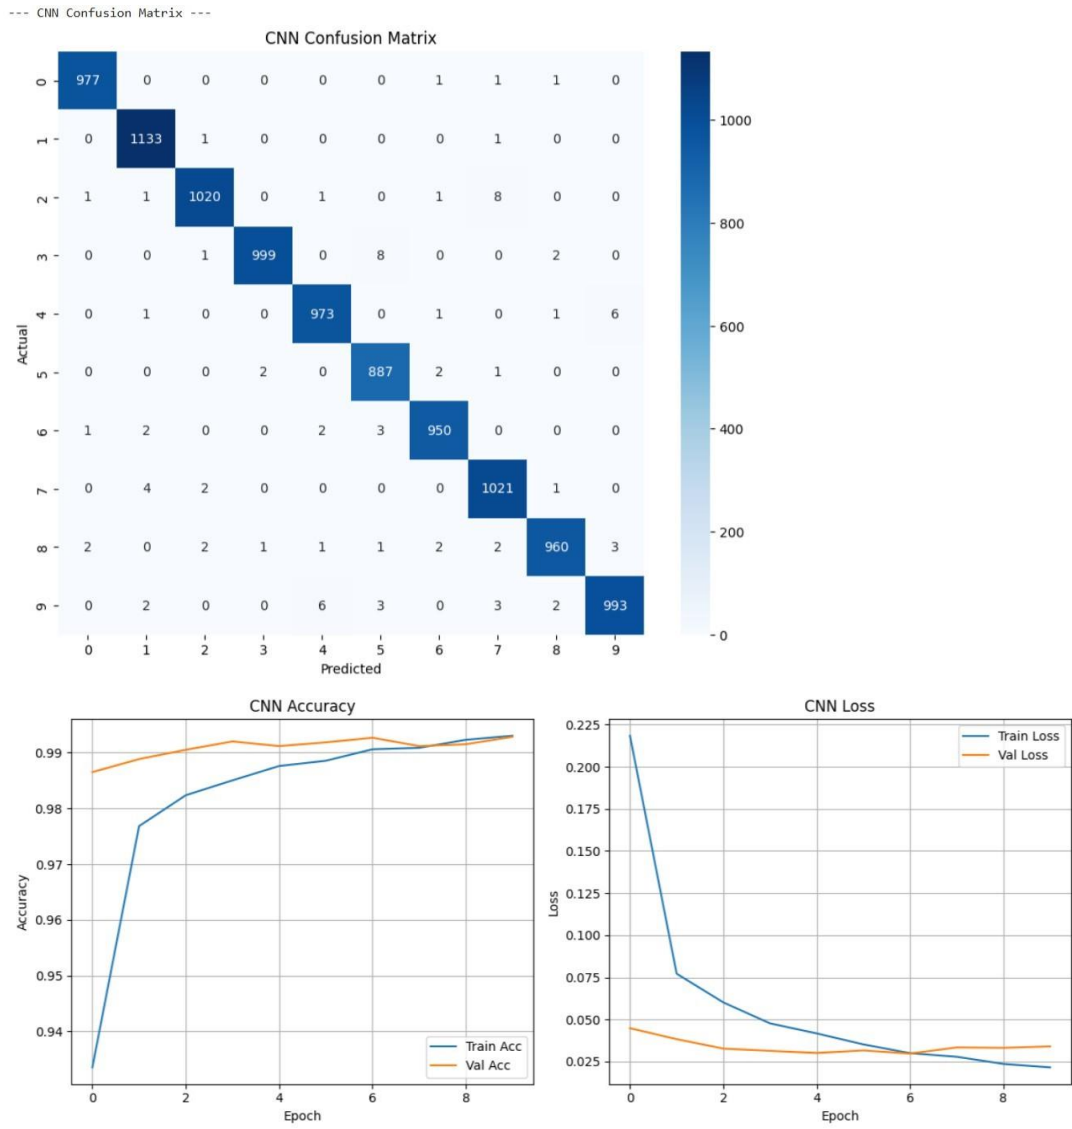 --- CNN Confusion Matrix ---
CNN Confusion Matrix
0 977 0 0 0 0 0 1 1 1 0
1 0 1133 1 0 0 0 0 1 0 0
2 1 1 1020 0 1 0 1 8 0 0
3 0 0 1 999 0 8 0 0 2 0
4 0 1 0 0 973 0 1 0 1 6
5 0 0 0 2 0 887 2 1 0 0
6 1 2 0 0 2 3 950 0 0 0
7 0 4 2 0 0 0 0 1021 1 0
8 2 0 2 1 1 1 2 2 960 3
9 0 2 0 0 6 3 0 3 2 993
0 1 2 3 4 5 6 7 8 9
Actual
Predicted
1000
800
600
400
200
0
CNN Accuracy
0.99
0.98
0.97
0.96
0.95
0.94
Accuracy
Train Acc
Val Acc
0 2 4 6 8
Epoch
CNN Loss
0.225
0.200
0.175
0.150
0.125
0.100
0.075
0.050
0.025
Loss
Train Loss
Val Loss
0 2 4 6 8
Epoch